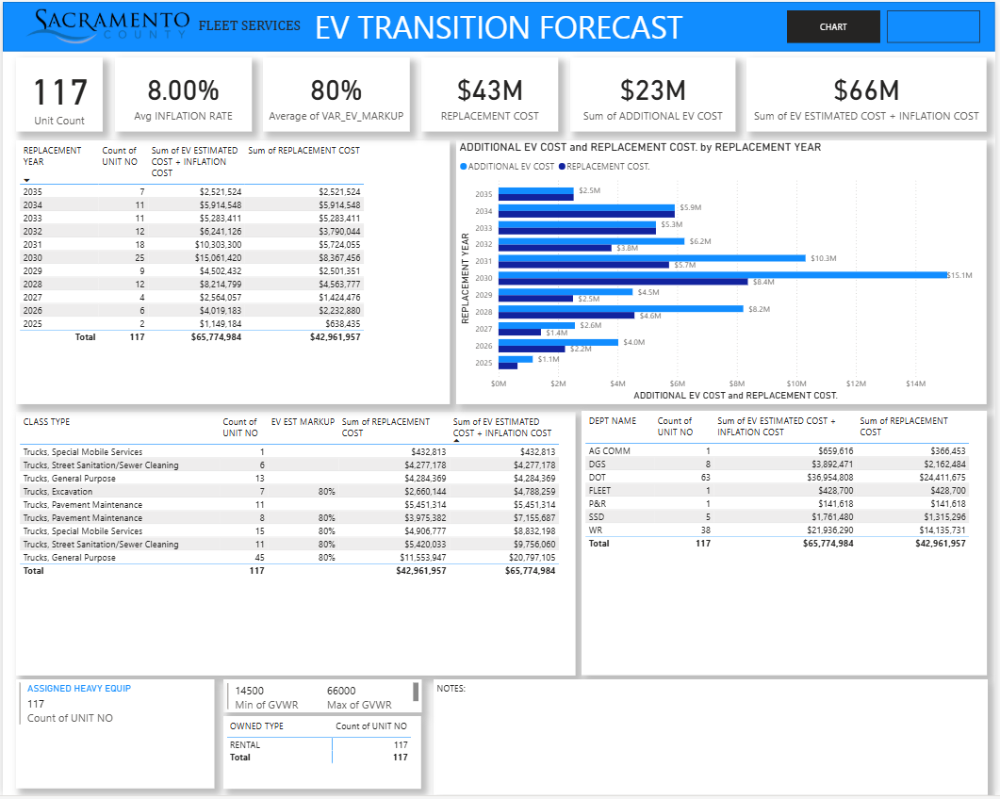 SACRAMENTO
COUNTY
FLEET SERVICES
EV TRANSITION FORECAST
CHART
117
Unit Count
8.00%
Avg INFLATION RATE
80%
Average of VAR_EV_MARKUP
$43M
REPLACEMENT COST
$23M
Sum of ADDITIONAL EV COST
$66M
Sum of EV ESTIMATED COST + INFLATION COST
REPLACEMENT YEAR Count of UNIT NO Sum of EV ESTIMATED COST + INFLATION COST Sum of REPLACEMENT COST
2035 7 $2,521,524 $2,521,524
2034 11 $5,914,548 $5,914,548
2033 11 $5,283,411 $5,283,411
2032 12 $6,241,126 $3,790,044
2031 18 $10,303,300 $5,724,055
2030 25 $15,061,420 $8,367,456
2029 9 $4,502,432 $2,501,351
2028 12 $8,214,799 $4,563,777
2027 4 $2,564,057 $1,424,476
2026 6 $4,019,183 $2,232,880
2025 2 $1,149,184 $638,435
Total 117 $65,774,984 $42,961,957
ADDITIONAL EV COST and REPLACEMENT COST. by REPLACEMENT YEAR
ADDITIONAL EV COST REPLACEMENT COST.
REPLACEMENT YEAR
2035 $2.5M
2034 $5.9M
2033 $5.3M
2032 $6.2M
$3.8M
2031 $10.3M
$5.7M
2030 $15.1M
$8.4M
2029 $4.5M
$2.5M
2028 $8.2M
$4.6M
2027 $2.6M
$1.4M
2026 $4.0M
$2.2M
2025 $1.1M
$0M $2M $4M $6M $8M $10M $12M $14M
ADDITIONAL EV COST and REPLACEMENT COST.
CLASS TYPE Count of UNIT NO EV EST MARKUP Sum of REPLACEMENT COST Sum of EV ESTIMATED COST + INFLATION COST
Trucks, Special Mobile Services 1 $432,813 $432,813
Trucks, Street Sanitation/Sewer Cleaning 6 $4,277,178 $4,277,178
Trucks, General Purpose 13 $4,284,369 $4,284,369
Trucks, Excavation 7 80% $2,660,144 $4,788,259
Trucks, Pavement Maintenance 11 $5,451,314 $5,451,314
Trucks, Pavement Maintenance 8 80% $3,975,382 $7,155,687
Trucks, Special Mobile Services 15 80% $4,906,777 $8,832,198
Trucks, Street Sanitation/Sewer Cleaning 11 80% $5,420,033 $9,756,060
Trucks, General Purpose 45 80% $11,553,947 $20,797,105
Total 117 $42,961,957 $65,774,984
DEPT NAME Count of UNIT NO Sum of EV ESTIMATED COST + INFLATION COST Sum of REPLACEMENT COST
AG COMM 1 $659,616 $366,453
DGS 8 $3,892,471 $2,162,484
DOT 63 $36,954,808 $24,411,675
FLEET 1 $428,700 $428,700
P&R 1 $141,618 $141,618
SSD 5 $1,761,480 $1,315,296
WR 38 $21,936,290 $14,135,731
Total 117 $65,774,984 $42,961,957
ASSIGNED HEAVY EQUIP
117
Count of UNIT NO
14500 66000
Min of GVWR Max of GVWR
OWNED TYPE Count of UNIT NO
RENTAL 117
Total 117
NOTES: